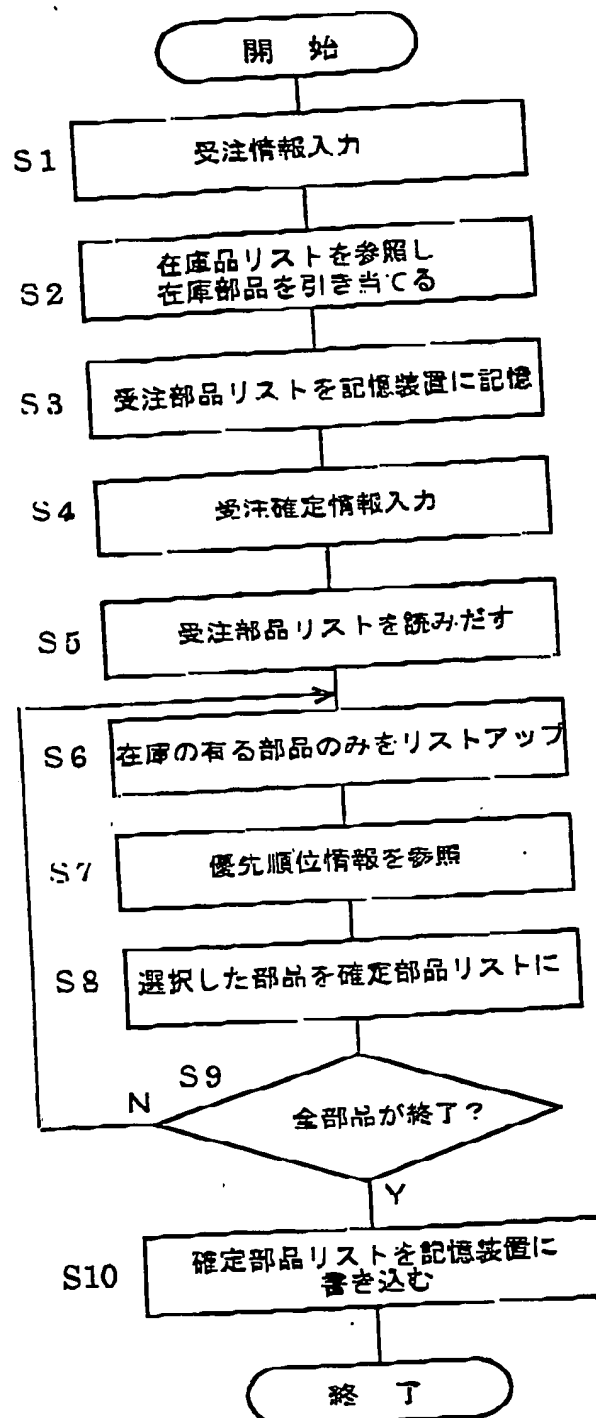 開 始
S1
受注情報入力
S2
在庫品リストを参照し
在庫部品を引き当てる
S3
受注部品リストを記憶装置に記憶
S4
受注確定情報入力
S5
受注部品リストを読みだす
S6
在庫の有る部品のみをリストアップ
S7
優先順位情報を参照
S8
選択した部品を確定部品リストに
S9
N
全部品が終了?
Y
S10
確定部品リストを記憶装置に
書き込む
終 了